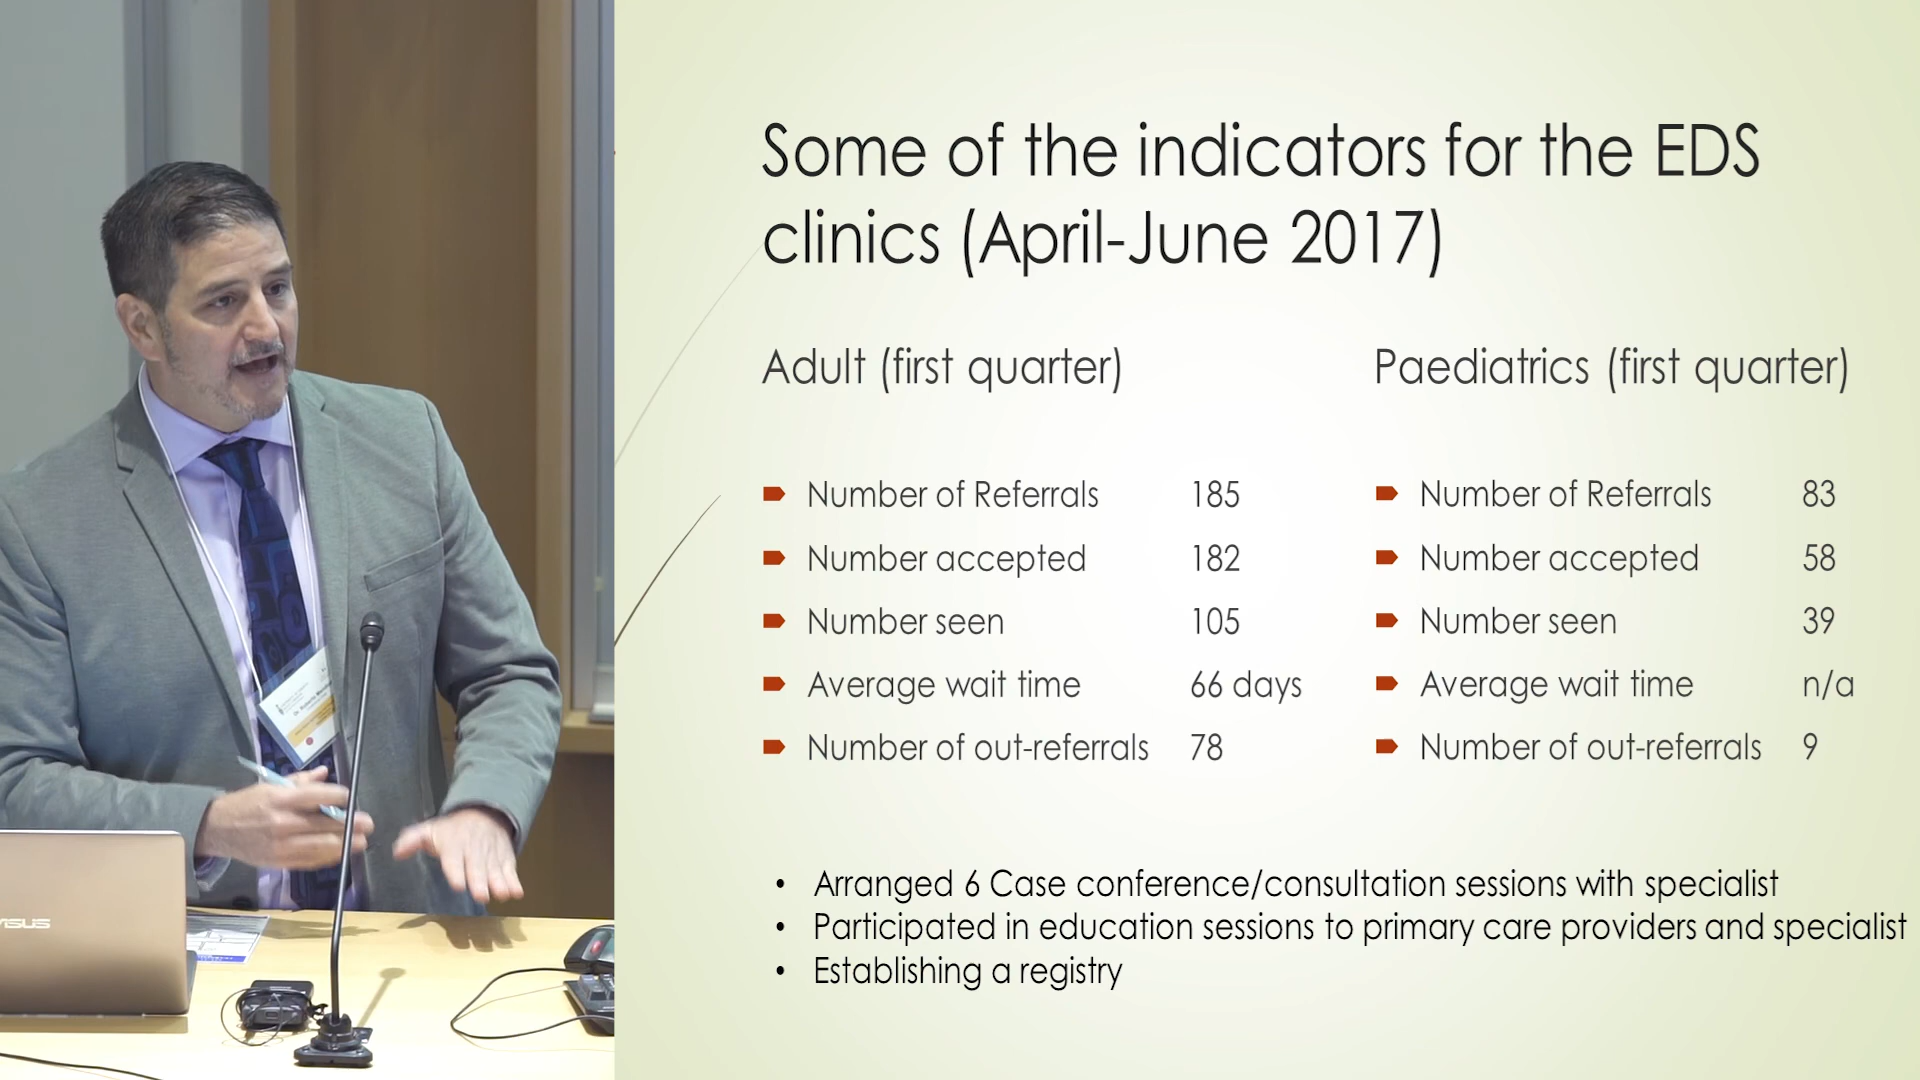 Some of the indicators for the EDS
clinics (April-June 2017)
Adult (first quarter)
Number of Referrals 185
Number accepted 182
Number seen 105
Average wait time 66 days
Number of out-referrals 78
Paediatrics (first quarter)
Number of Referrals 83
Number accepted 58
Number seen 39
Average wait time n/a
Number of out-referrals 9
• Arranged 6 Case conference/consultation sessions with specialist
• Participated in education sessions to primary care providers and specialist
• Establishing a registry
ASUS